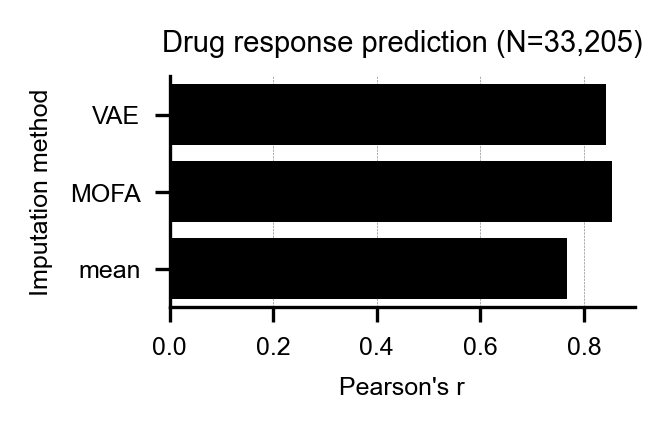 Drug response prediction (N=33,205)
Imputation method
VAE
MOFA
mean
0.0 0.2 0.4 0.6 0.8
Pearson's r